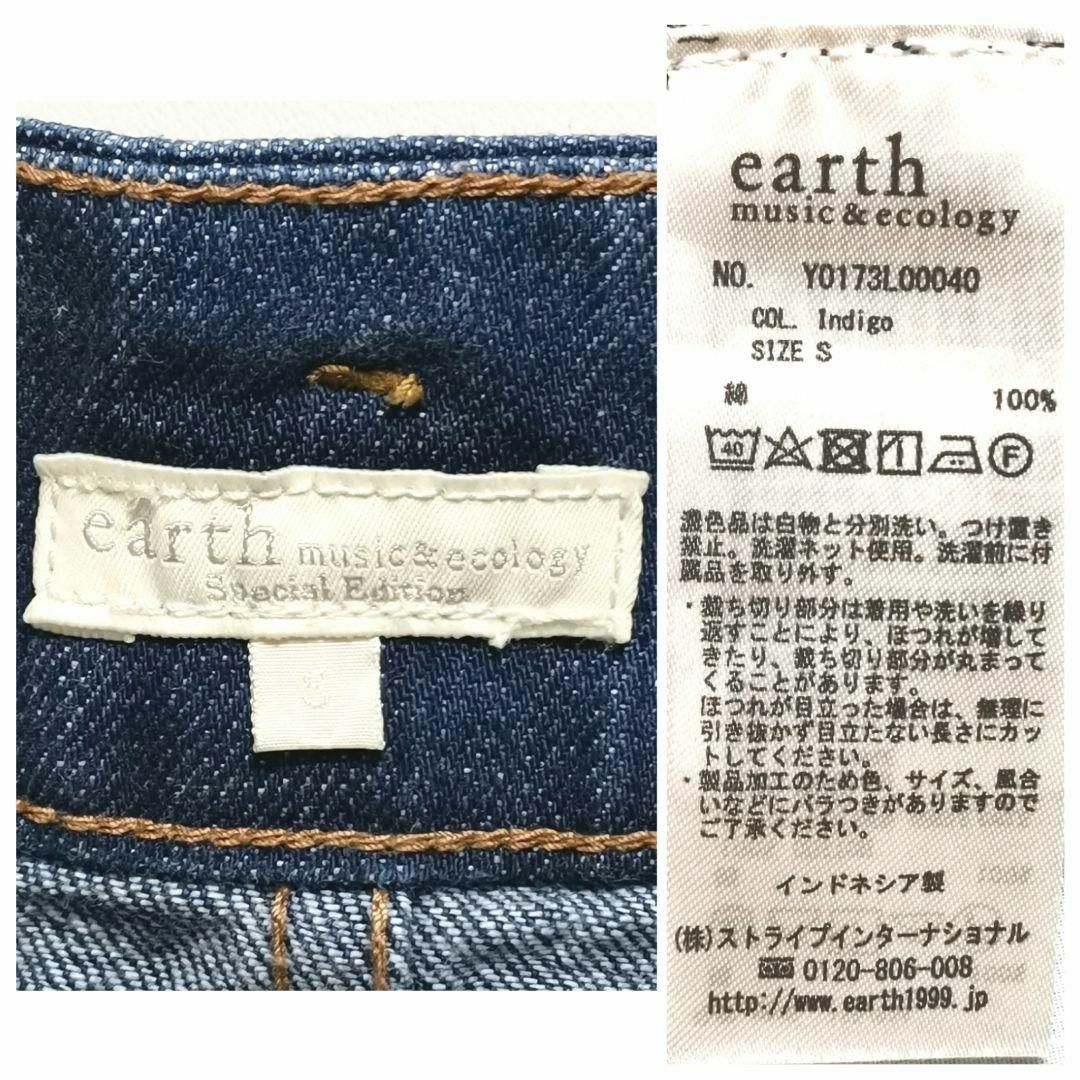 earth music&ecology
Special Edition
S
earth
music&ecology
NO. Y0173L00040
COL. Indigo
SIZE S
綿 100%
40 F
濃色品は白物と分別洗い。つけ置き
禁止。洗濯ネット使用。洗濯前に付
属品を取り外す。
・裁ち切り部分は着用や洗いを繰り
返すことにより、ほつれが増して
きたり、裁ち切り部分が丸まって
くることがあります。
ほつれが目立った場合は、無理に
引き抜かず目立たない長さにカッ
トしてください。
・製品加工のため色、サイズ、風合
いなどにバラつきがありますので
ご了承ください。
インドネシア製
(株)ストライプインターナショナル
0120-806-008
http://www.earth1999.jp